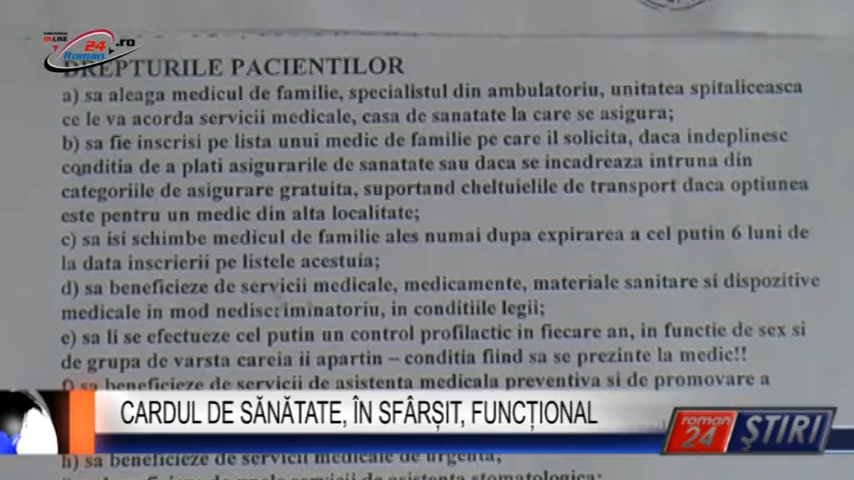 ON LINE
24.ro
Roman
DREPTURILE PACIENTILOR
a) sa aleaga medicul de familie, specialistul din ambulatoriu, unitatea spitaliceasca
ce le va acorda servicii medicale, casa de sanatate la care se asigura;
b) sa fie inscrisi pe lista unui medic de familie pe care il solicita, daca indeplinesc
conditia de a plati asigurarile de sanatate sau daca se incadreaza intruna din
categoriile de asigurare gratuita, suportand cheltuielile de transport daca optiunea
este pentru un medic din alta localitate;
c) sa isi schimbe medicul de familie ales numai dupa expirarea a cel putin 6 luni de
la data inscrierii pe listele acestuia;
d) sa beneficieze de servicii medicale, medicamente, materiale sanitare si dispozitive
medicale in mod nediscriminatoriu, in conditiile legii;
e) sa li se efectueze cel putin un control profilactic in fiecare an, in functie de sex si
de grupa de varsta careia ii apartin – conditia fiind sa se prezinte la medic!!
sa beneficieze de servicii de asistenta medicala preventiva si de promovare a
CARDUL DE SĂNĂTATE, ÎN SFÂRȘIT, FUNCȚIONAL
roman
24
ȘTIRI
h) sa beneficieze de servicii medicale de urgenta;
servicii de asistenta stomatologica;